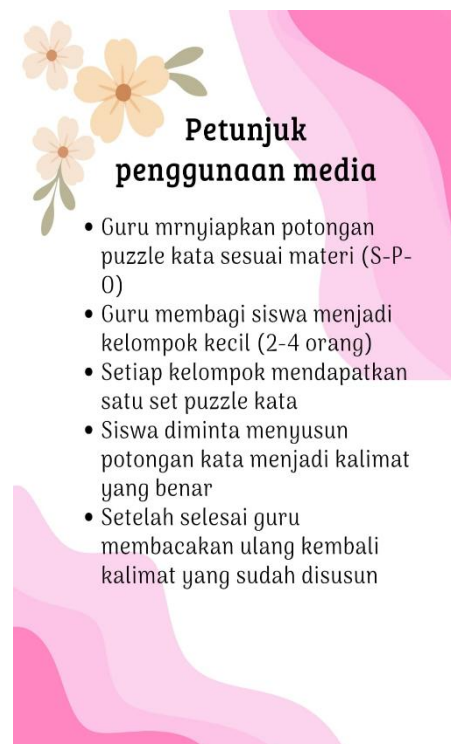 Petunjuk
penggunaan media
• Guru mrnyiapkan potongan
puzzle kata sesuai materi (S-P-
O)
• Guru membagi siswa menjadi
kelompok kecil (2-4 orang)
• Setiap kelompok mendapatkan
satu set puzzle kata
• Siswa diminta menyusun
potongan kata menjadi kalimat
yang benar
• Setelah selesai guru
membacakan ulang kembali
kalimat yang sudah disusun